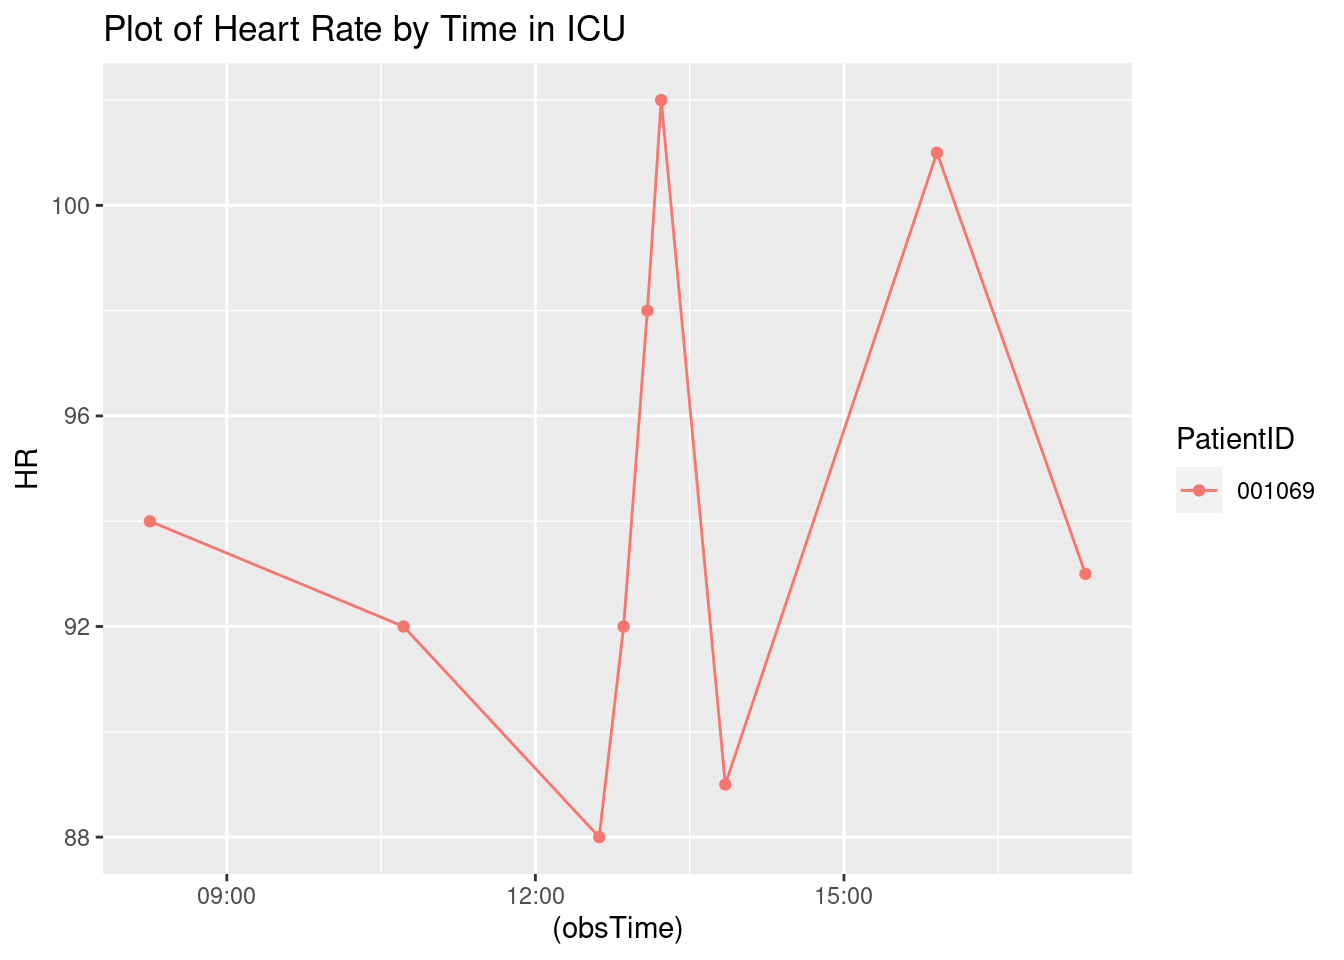 Plot of Heart Rate by Time in ICU
100
96
92
88
HR
09:00 12:00 15:00
(obsTime)
PatientID
001069